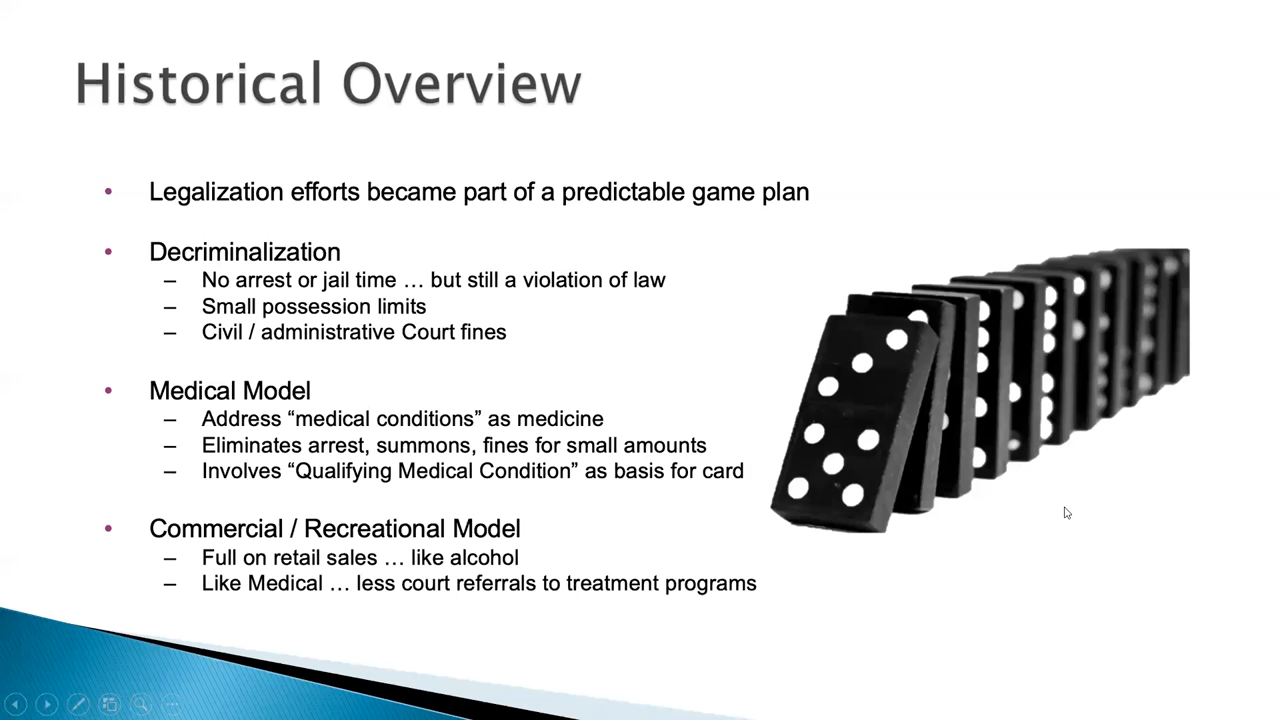 Historical Overview
• Legalization efforts became part of a predictable game plan
• Decriminalization
– No arrest or jail time … but still a violation of law
– Small possession limits
– Civil / administrative Court fines
• Medical Model
– Address “medical conditions” as medicine
– Eliminates arrest, summons, fines for small amounts
– Involves “Qualifying Medical Condition” as basis for card
• Commercial / Recreational Model
– Full on retail sales … like alcohol
– Like Medical … less court referrals to treatment programs